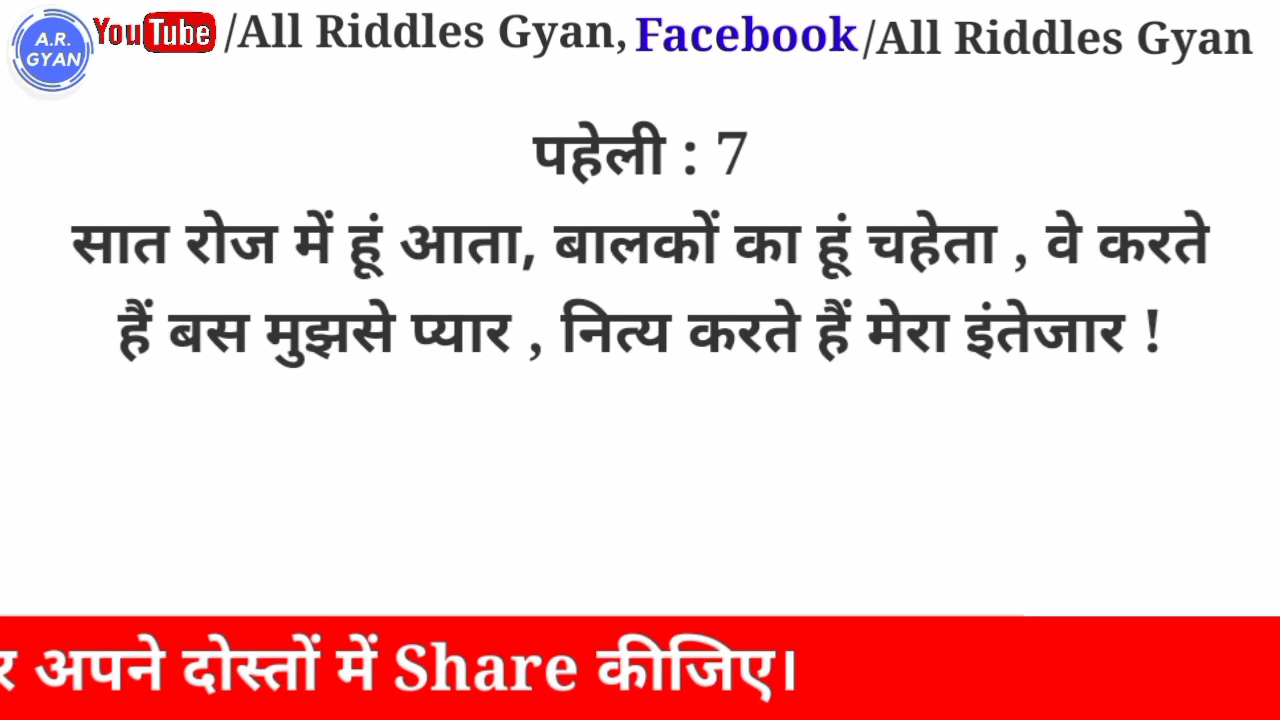 A.R.
GYAN
YouTube /All Riddles Gyan, Facebook /All Riddles Gyan
पहेली : 7
सात रोज में हूं आता, बालकों का हूं चहेता , वे करते
हैं बस मुझसे प्यार , नित्य करते हैं मेरा इंतेजार !
अपने दोस्तों में Share कीजिए।